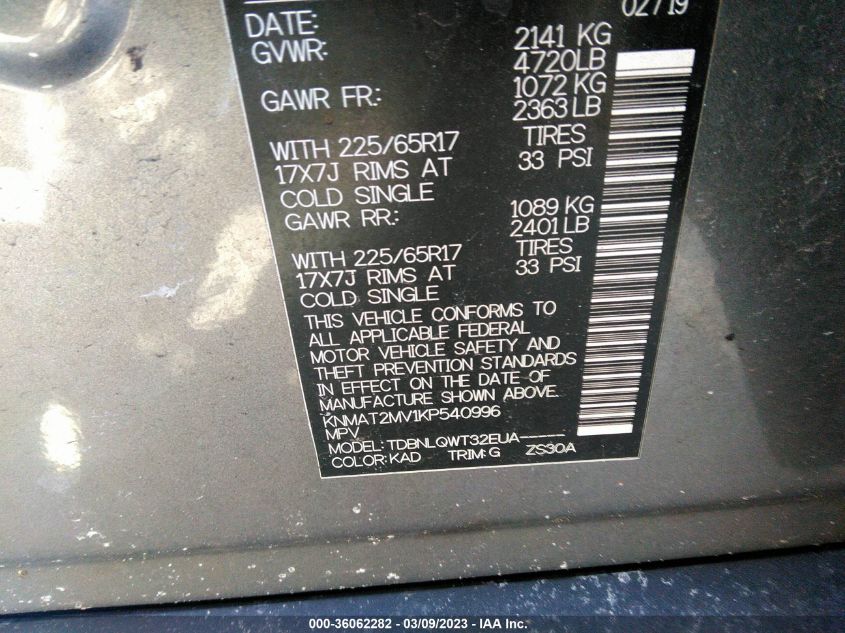 DATE: 02/19
GVWR: 2141 KG
4720LB
GAWR FR.: 1072 KG
2363 LB
WITH 225/65R17 TIRES
17X7J RIMS AT 33 PSI
COLD SINGLE
GAWR RR.: 1089 KG
2401LB
WITH 225/65R17 TIRES
17X7J RIMS AT 33 PSI
COLD SINGLE
THIS VEHICLE CONFORMS TO
ALL APPLICABLE FEDERAL
MOTOR VEHICLE SAFETY AND
THEFT PREVENTION STANDARDS
IN EFFECT ON THE DATE OF
MANUFACTURE SHOWN ABOVE.
KNMAT2MV1KP540996
MPV
MODEL: TDBNLQWT32EUA-----
COLOR: KAD TRIM: G ZS30A
000-36062282 - 03/09/2023 - IAA Inc.